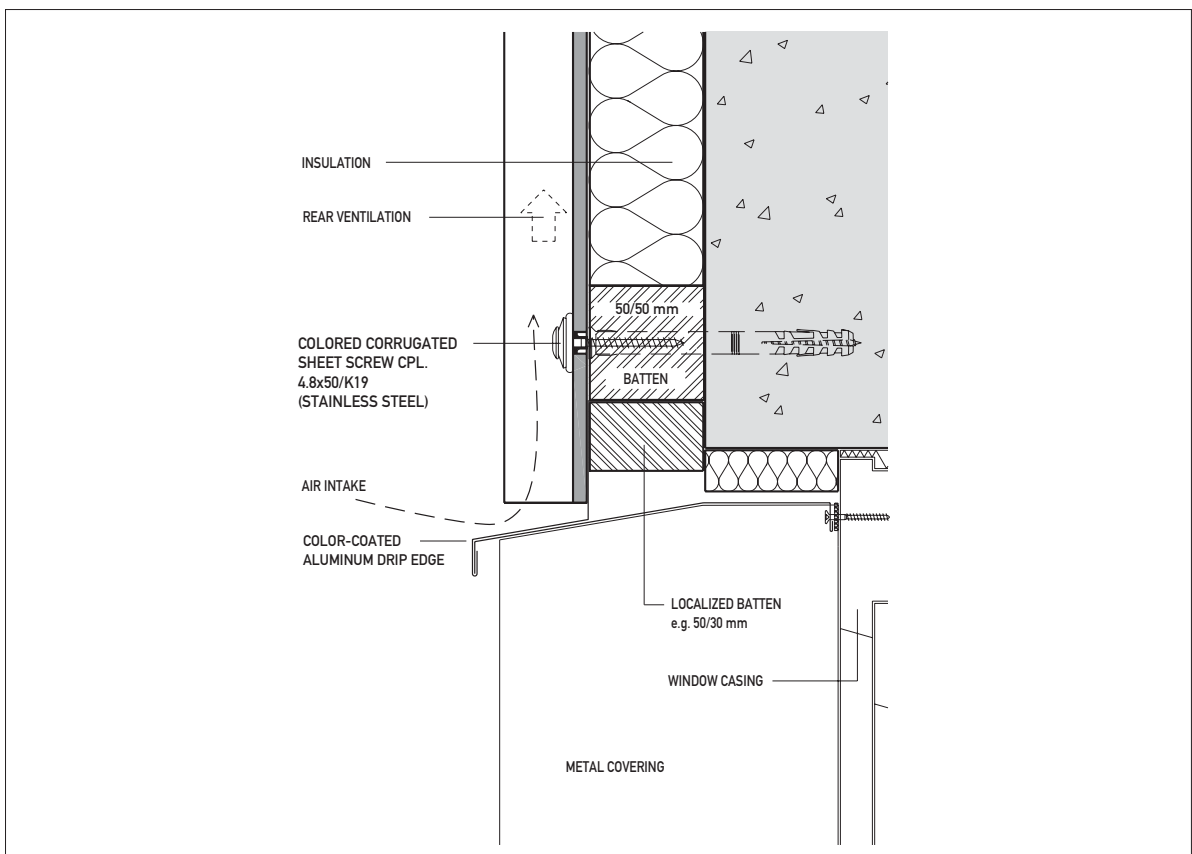 INSULATION
REAR VENTILATION
50/50 mm
COLORED CORRUGATED
SHEET SCREW CPL.
4.8x50/K19
(STAINLESS STEEL)
BATTEN
AIR INTAKE
COLOR-COATED
ALUMINUM DRIP EDGE
LOCALIZED BATTEN
e.g. 50/30 mm
WINDOW CASING
METAL COVERING